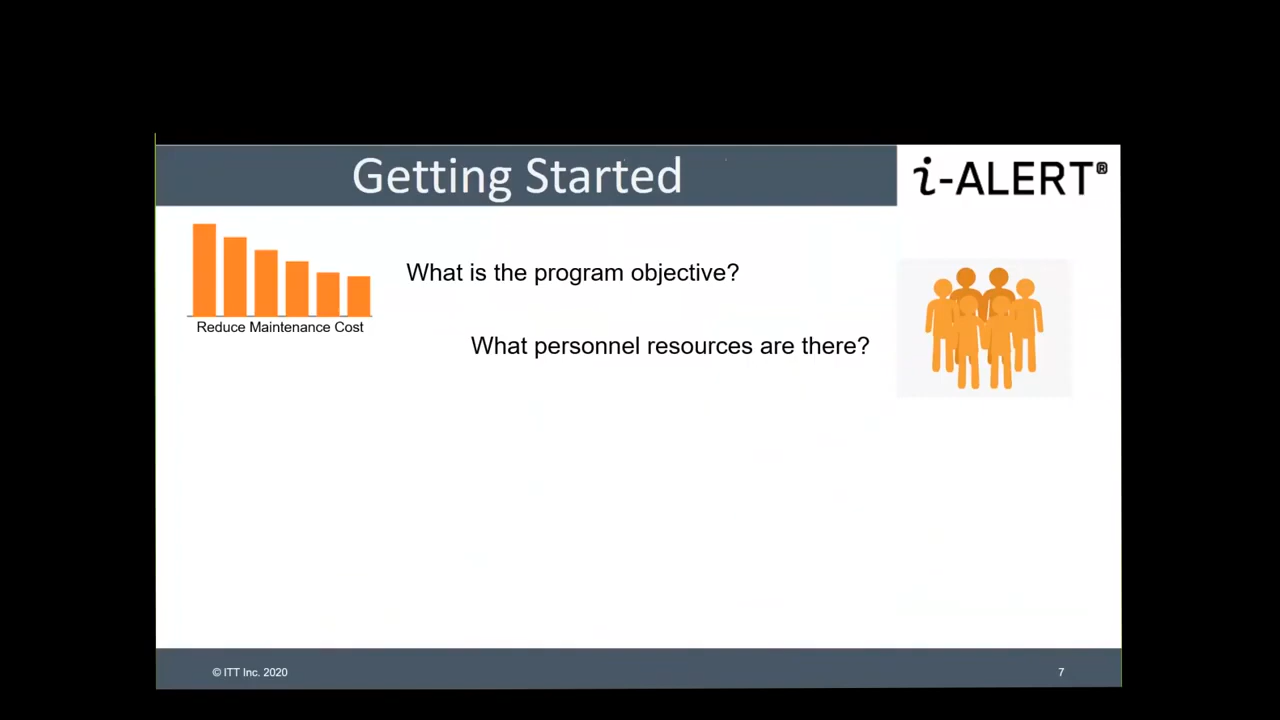 Getting Started
i-ALERT®
What is the program objective?
Reduce Maintenance Cost
What personnel resources are there?
© ITT Inc. 2020
7